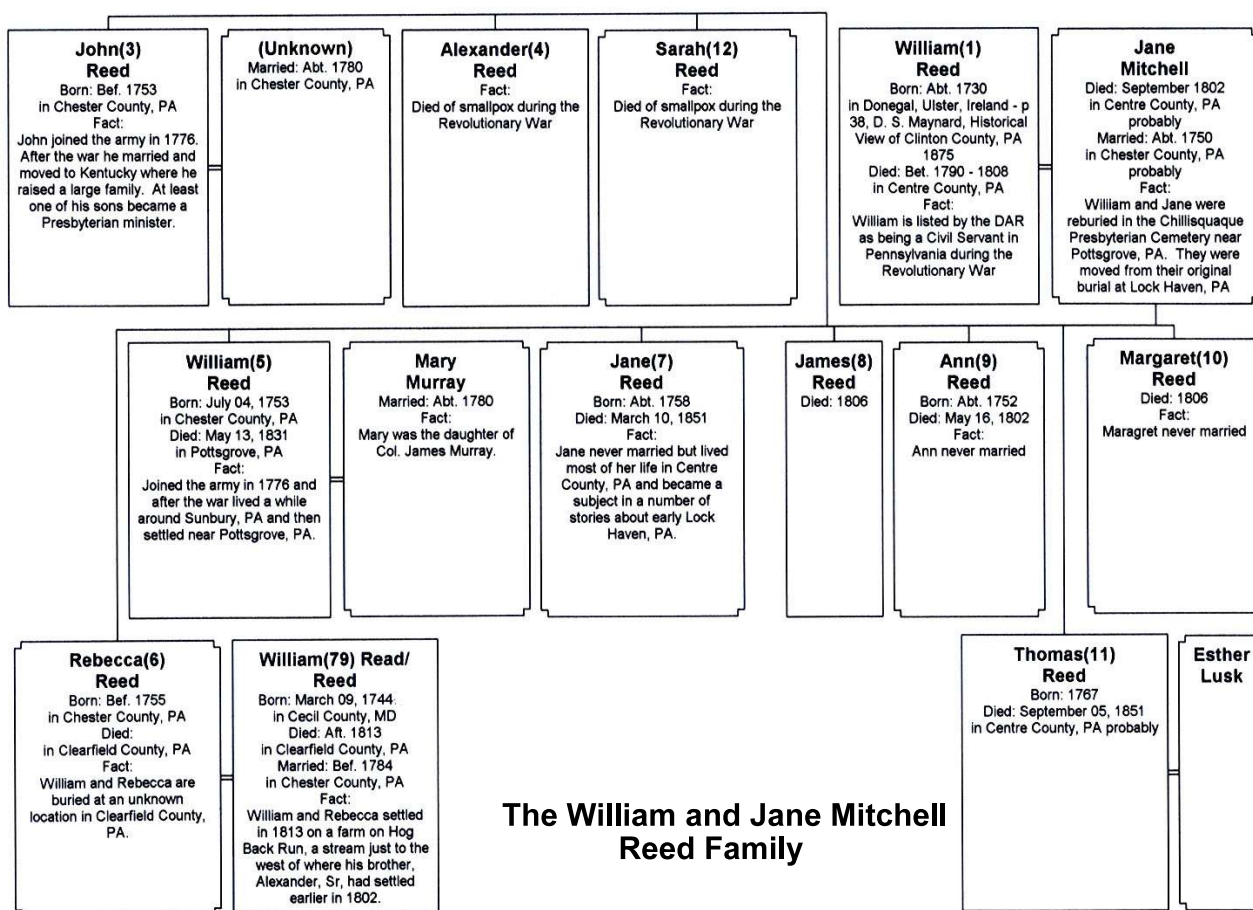 John(3)
Reed
Born: Bef. 1753
in Chester County, PA
Fact:
John joined the army in 1776.
After the war he married and
moved to Kentucky where he
raised a large family. At least
one of his sons became a
Presbyterian minister.
(Unknown)
Married: Abt. 1780
in Chester County, PA
Alexander(4)
Reed
Fact:
Died of smallpox during the
Revolutionary War
Sarah(12)
Reed
Fact:
Died of smallpox during the
Revolutionary War
William(1)
Reed
Born: Abt. 1730
in Donegal, Ulster, Ireland - p
38, D. S. Maynard, Historical
View of Clinton County, PA
1875
Died: Bet. 1790 - 1808
in Centre County, PA
Fact:
William is listed by the DAR
as being a Civil Servant in
Pennsylvania during the
Revolutionary War
Jane
Mitchell
Died: September 1802
in Centre County, PA
probably
Married: Abt. 1750
in Chester County, PA
probably
Fact:
Wiliiam and Jane were
reburied in the Chillisquaque
Presbyterian Cemetery near
Pottsgrove, PA. They were
moved from their original
burial at Lock Haven, PA
William(5)
Reed
Born: July 04, 1753
in Chester County, PA
Died: May 13, 1831
in Pottsgrove, PA
Fact:
Joined the army in 1776 and
after the war lived a while
around Sunbury, PA and then
settled near Pottsgrove, PA.
Mary
Murray
Married: Abt. 1780
Fact:
Mary was the daughter of
Col. James Murray.
Jane(7)
Reed
Born: Abt. 1758
Died: March 10, 1851
Fact:
Jane never married but lived
most of her life in Centre
County, PA and became a
subject in a number of
stories about early Lock
Haven, PA.
James(8)
Reed
Died: 1806
Ann(9)
Reed
Born: Abt. 1752
Died: May 16, 1802
Fact:
Ann never married
Margaret(10)
Reed
Died: 1806
Fact:
Maragret never married
Rebecca(6)
Reed
Born: Bef. 1755
in Chester County, PA
Died:
in Clearfield County, PA
Fact:
William and Rebecca are
buried at an unknown
location in Clearfield County,
PA.
William(79) Read/
Reed
Born: March 09, 1744
in Cecil County, MD
Died: Aft. 1813
in Clearfield County, PA
Married: Bef. 1784
in Chester County, PA
Fact:
William and Rebecca settled
in 1813 on a farm on Hog
Back Run, a stream just to the
west of where his brother,
Alexander, Sr, had settled
earlier in 1802.
Thomas(11)
Reed
Born: 1767
Died: September 05, 1851
in Centre County, PA probably
Esther
Lusk
The William and Jane Mitchell
Reed Family